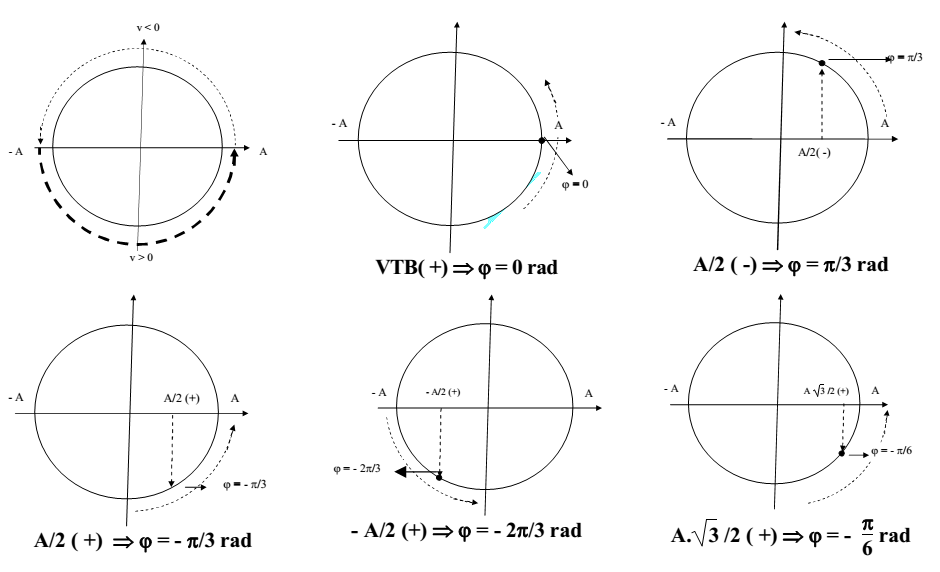 v < 0
- A
A
v > 0
- A
A
φ = 0
VTB( +) ⇒ φ = 0 rad
φ = π/3
- A
A
A/2( -)
A/2 ( -) ⇒ φ = π/3 rad
- A
A/2 (+)
A
φ = - π/3
A/2 ( +) ⇒ φ = - π/3 rad
- A/2 (+)
- A
A
φ = - 2π/3
- A/2 (+) ⇒ φ = - 2π/3 rad
- A
A √3 /2 (+)
A
φ = - π/6
A.√3 /2 ( +) ⇒ φ = - π/6 rad